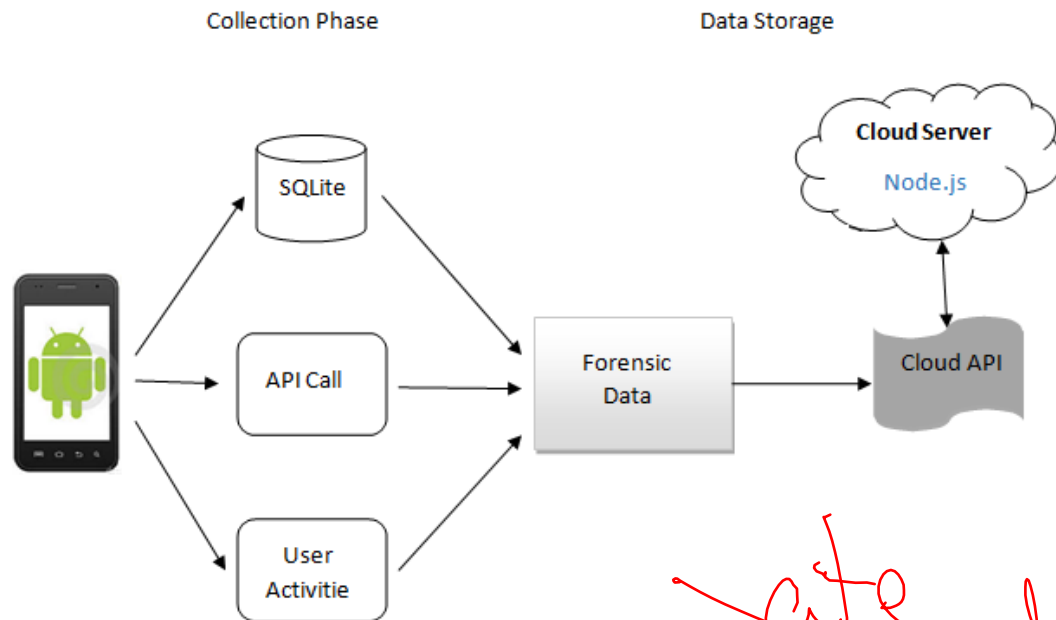 Collection Phase
Data Storage
Cloud Server
Node.js
SQLite
API Call
Forensic
Data
Cloud API
User
Activitie